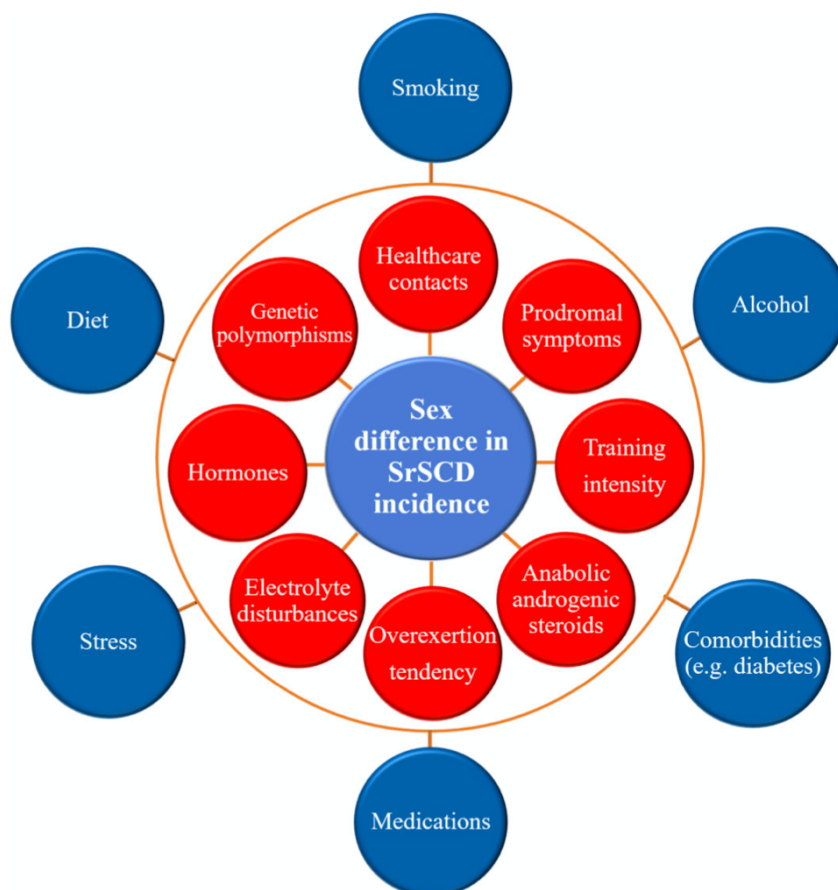 Smoking
Healthcare
contacts
Genetic
polymorphisms
Prodromal
symptoms
Diet
Alcohol
Sex
difference in
SrSCD
incidence
Hormones
Training
intensity
Electrolyte
disturbances
Anabolic
androgenic
steroids
Overexertion
tendency
Stress
Comorbidities
(e.g. diabetes)
Medications